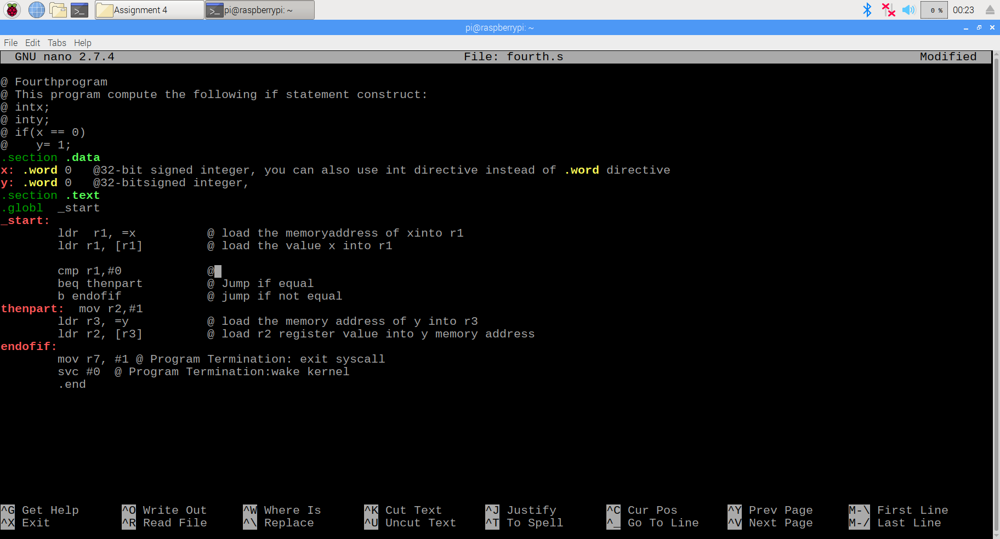 Assignment 4
pi@raspberrypi: ~
0 %
00:23
pi@raspberrypi: ~
File Edit Tabs Help
GNU nano 2.7.4 File: fourth.s Modified
@ Fourthprogram
@ This program compute the following if statement construct:
@ intx;
@ inty;
@ if(x == 0)
@    y= 1;
.section .data
x: .word 0   @32-bit signed integer, you can also use int directive instead of .word directive
y: .word 0   @32-bitsigned integer,
.section .text
.globl  _start
_start:
        ldr  r1, =x          @ load the memoryaddress of xinto r1
        ldr r1, [r1]         @ load the value x into r1
        cmp r1,#0            @
        beq thenpart         @ Jump if equal
        b endofif            @ jump if not equal
thenpart:  mov r2,#1
        ldr r3, =y           @ load the memory address of y into r3
        ldr r2, [r3]         @ load r2 register value into y memory address
endofif:
        mov r7, #1 @ Program Termination: exit syscall
        svc #0  @ Program Termination:wake kernel
        .end
^G Get Help ^O Write Out ^W Where Is ^K Cut Text ^J Justify ^C Cur Pos ^Y Prev Page M-\ First Line
^X Exit ^R Read File ^\ Replace ^U Uncut Text ^T To Spell ^_ Go To Line ^V Next Page M-/ Last Line